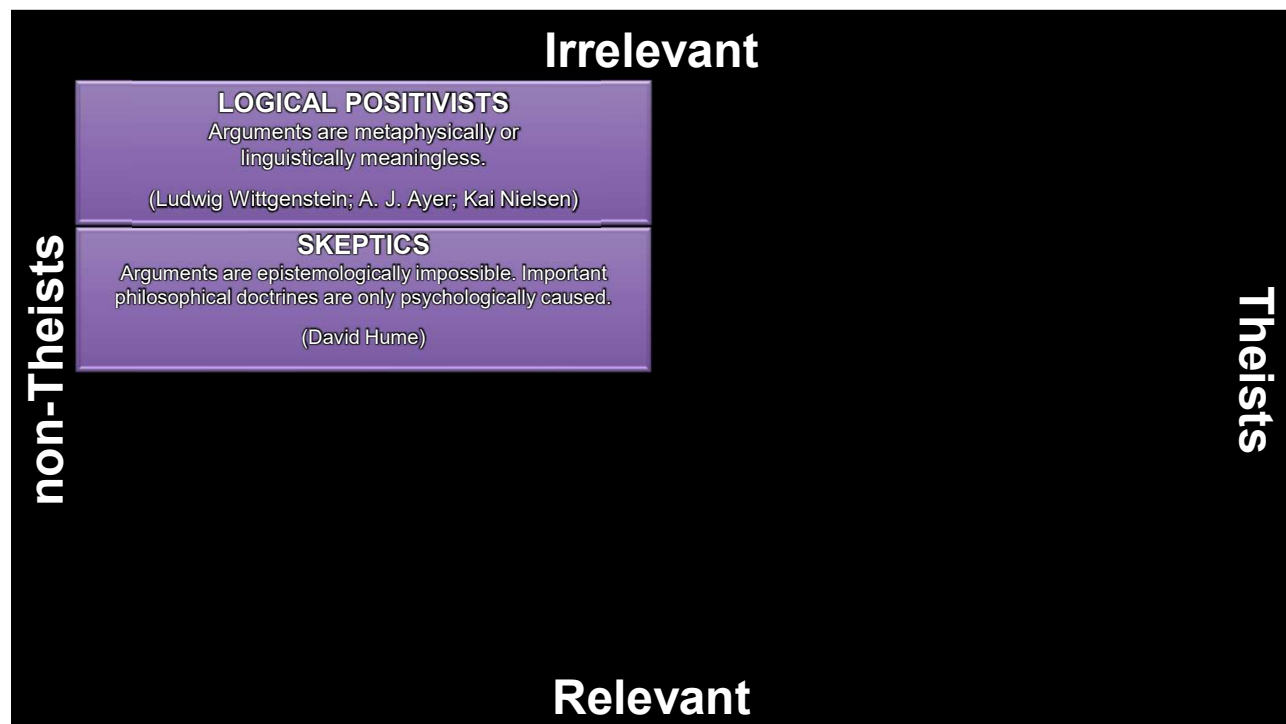 Irrelevant
LOGICAL POSITIVISTS
Arguments are metaphysically or
linguistically meaningless.
(Ludwig Wittgenstein; A. J. Ayer; Kai Nielsen)
SKEPTICS
Arguments are epistemologically impossible. Important
philosophical doctrines are only psychologically caused.
(David Hume)
non-Theists
Theists
Relevant